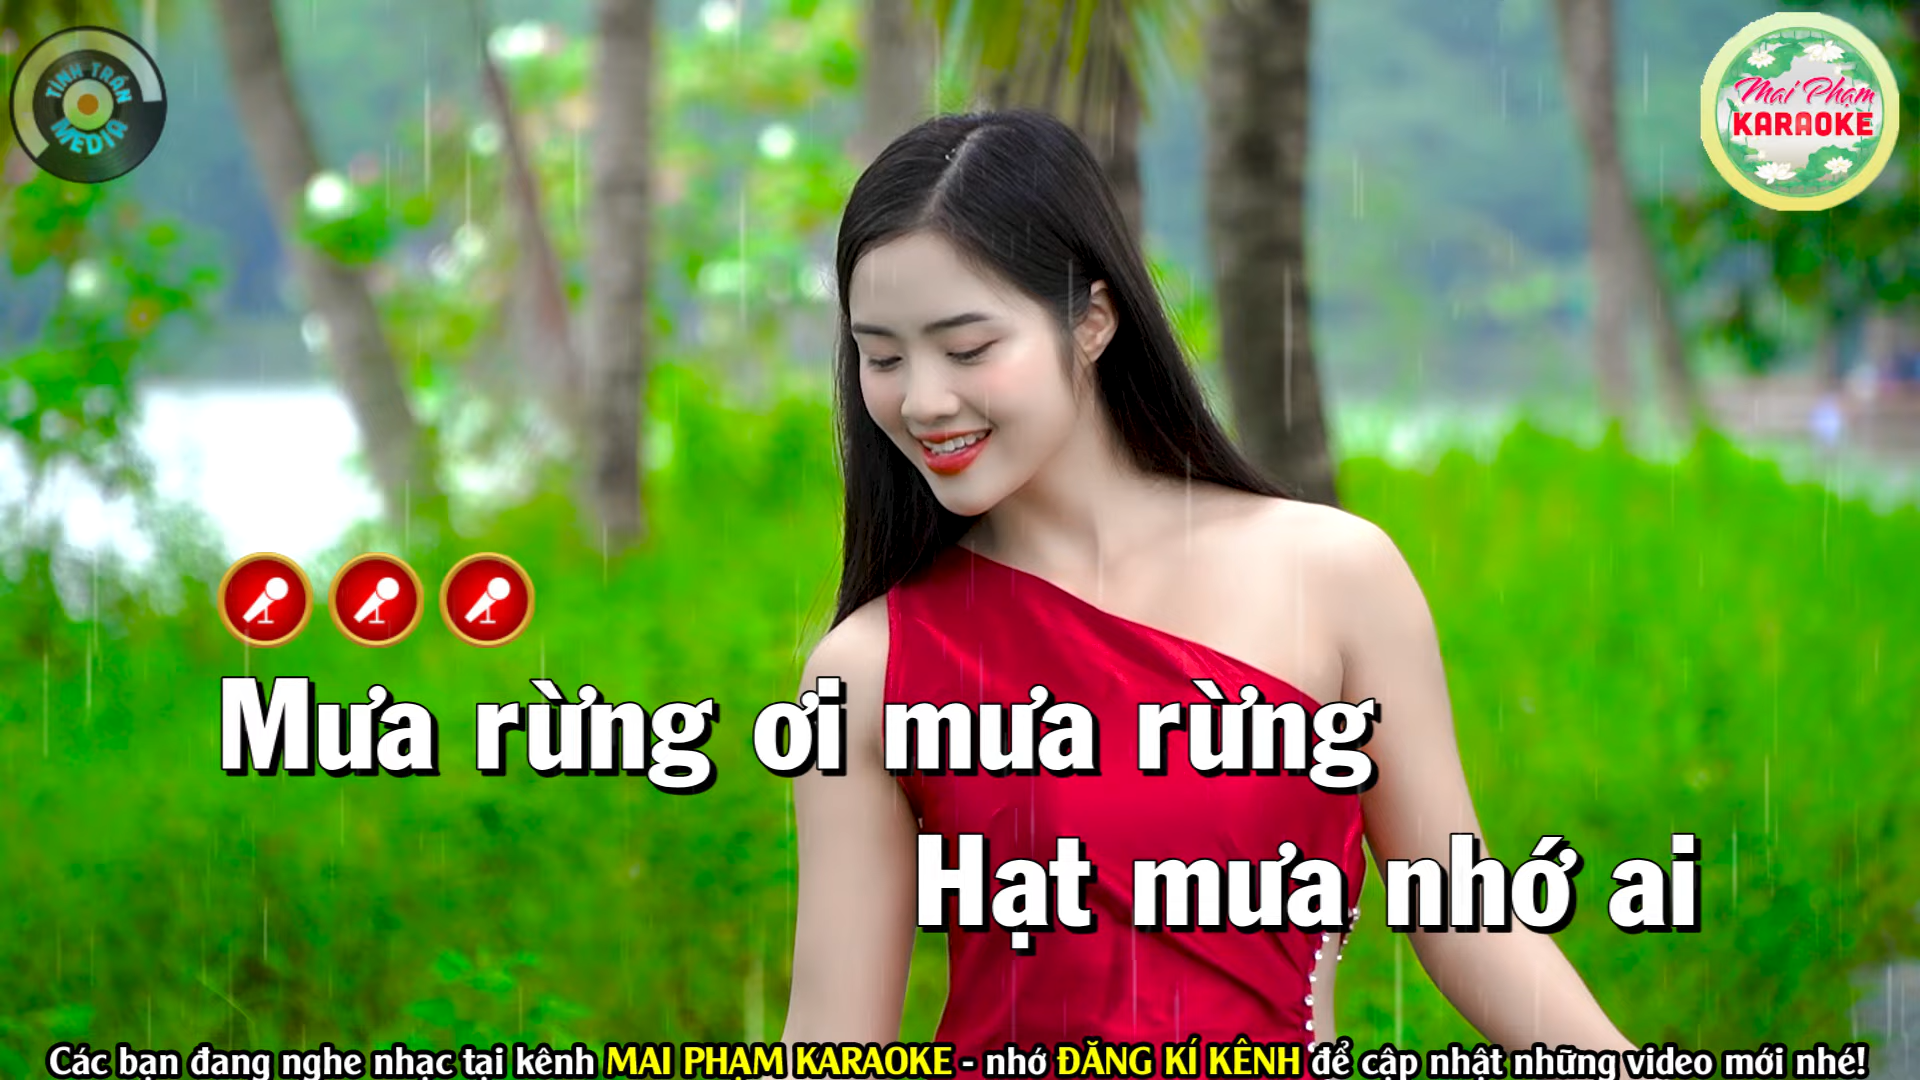 TÌNH TRẦN
MEDIA
Mai Phạm
KARAOKE
Mưa rừng ơi mưa rừng
Hạt mưa nhớ ai
Các bạn đang nghe nhạc tại kênh MAI PHẠM KARAOKE - nhớ ĐĂNG KÍ KÊNH để cập nhật những video mới nhé!